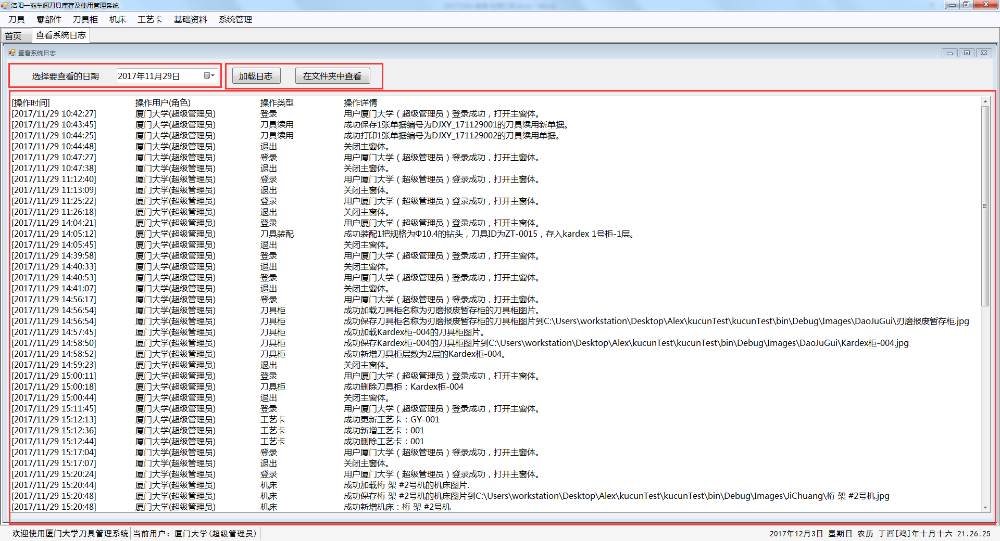 洛阳一拖车间刀具库存及使用管理系统
刀具 零部件 刀具柜 机床 工艺卡 基础资料 系统管理
首页 查看系统日志
查看系统日志
选择要查看的日期 2017年11月29日 加载日志 在文件夹中查看
[操作时间] 操作用户(角色) 操作类型 操作详情
[2017/11/29 10:42:27] 厦门大学(超级管理员) 登录 用户厦门大学（超级管理员）登录成功，打开主窗体。
[2017/11/29 10:43:45] 厦门大学(超级管理员) 刀具续用 成功保存1张单据编号为DJXY_171129001的刀具续用新单据。
[2017/11/29 10:44:25] 厦门大学(超级管理员) 刀具续用 成功打印1张单据编号为DJXY_171129002的刀具续用单据。
[2017/11/29 10:44:48] 厦门大学(超级管理员) 退出 关闭主窗体。
[2017/11/29 10:47:27] 厦门大学(超级管理员) 登录 用户厦门大学（超级管理员）登录成功，打开主窗体。
[2017/11/29 10:47:38] 厦门大学(超级管理员) 退出 关闭主窗体。
[2017/11/29 11:12:40] 厦门大学(超级管理员) 登录 用户厦门大学（超级管理员）登录成功，打开主窗体。
[2017/11/29 11:13:09] 厦门大学(超级管理员) 退出 关闭主窗体。
[2017/11/29 11:25:22] 厦门大学(超级管理员) 登录 用户厦门大学（超级管理员）登录成功，打开主窗体。
[2017/11/29 11:26:18] 厦门大学(超级管理员) 退出 关闭主窗体。
[2017/11/29 14:04:21] 厦门大学(超级管理员) 登录 用户厦门大学（超级管理员）登录成功，打开主窗体。
[2017/11/29 14:05:12] 厦门大学(超级管理员) 刀具装配 成功装配1把规格为Φ10.4的钻头，刀具ID为ZT-0015，存入kardex 1号柜-1层。
[2017/11/29 14:05:45] 厦门大学(超级管理员) 退出 关闭主窗体。
[2017/11/29 14:39:58] 厦门大学(超级管理员) 登录 用户厦门大学（超级管理员）登录成功，打开主窗体。
[2017/11/29 14:40:33] 厦门大学(超级管理员) 退出 关闭主窗体。
[2017/11/29 14:40:53] 厦门大学(超级管理员) 登录 用户厦门大学（超级管理员）登录成功，打开主窗体。
[2017/11/29 14:41:07] 厦门大学(超级管理员) 退出 关闭主窗体。
[2017/11/29 14:56:17] 厦门大学(超级管理员) 登录 用户厦门大学（超级管理员）登录成功，打开主窗体。
[2017/11/29 14:56:54] 厦门大学(超级管理员) 刀具柜 成功加载刀具柜名称为刃磨报废暂存柜的刀具柜图片。
[2017/11/29 14:56:54] 厦门大学(超级管理员) 刀具柜 成功保存刀具柜名称为刃磨报废暂存柜的刀具柜图片到C:\Users\workstation\Desktop\Alex\kucunTest\kucunTest\bin\Debug\Images\DaoJuGui\刃磨报废暂存柜.jpg
[2017/11/29 14:57:45] 厦门大学(超级管理员) 刀具柜 成功加载Kardex柜-004的刀具柜图片。
[2017/11/29 14:58:50] 厦门大学(超级管理员) 刀具柜 成功保存Kardex柜-004的刀具柜图片到C:\Users\workstation\Desktop\Alex\kucunTest\kucunTest\bin\Debug\Images\DaoJuGui\Kardex柜-004.jpg
[2017/11/29 14:58:52] 厦门大学(超级管理员) 刀具柜 成功新增刀具柜层数为2层的Kardex柜-004。
[2017/11/29 14:59:23] 厦门大学(超级管理员) 退出 关闭主窗体。
[2017/11/29 15:00:11] 厦门大学(超级管理员) 登录 用户厦门大学（超级管理员）登录成功，打开主窗体。
[2017/11/29 15:00:18] 厦门大学(超级管理员) 刀具柜 成功删除刀具柜：Kardex柜-004
[2017/11/29 15:00:44] 厦门大学(超级管理员) 退出 关闭主窗体。
[2017/11/29 15:11:45] 厦门大学(超级管理员) 登录 用户厦门大学（超级管理员）登录成功，打开主窗体。
[2017/11/29 15:12:13] 厦门大学(超级管理员) 工艺卡 成功更新工艺卡：GY-001
[2017/11/29 15:12:36] 厦门大学(超级管理员) 工艺卡 成功新增工艺卡：001
[2017/11/29 15:12:44] 厦门大学(超级管理员) 工艺卡 成功删除工艺卡：001
[2017/11/29 15:17:04] 厦门大学(超级管理员) 登录 用户厦门大学（超级管理员）登录成功，打开主窗体。
[2017/11/29 15:17:07] 厦门大学(超级管理员) 退出 关闭主窗体。
[2017/11/29 15:20:24] 厦门大学(超级管理员) 登录 用户厦门大学（超级管理员）登录成功，打开主窗体。
[2017/11/29 15:20:44] 厦门大学(超级管理员) 机床 成功加载桁 架 #2号机的机床图片.
[2017/11/29 15:20:48] 厦门大学(超级管理员) 机床 成功保存桁 架 #2号机的机床图片到C:\Users\workstation\Desktop\Alex\kucunTest\kucunTest\bin\Debug\Images\JiChuang\桁 架 #2号机.jpg
[2017/11/29 15:20:48] 厦门大学(超级管理员) 机床 成功新增机床：桁 架 #2号机
欢迎使用厦门大学刀具管理系统 当前用户：厦门大学(超级管理员) 2017年12月3日 星期日 农历 丁酉[鸡]年十月十六 21:26:25